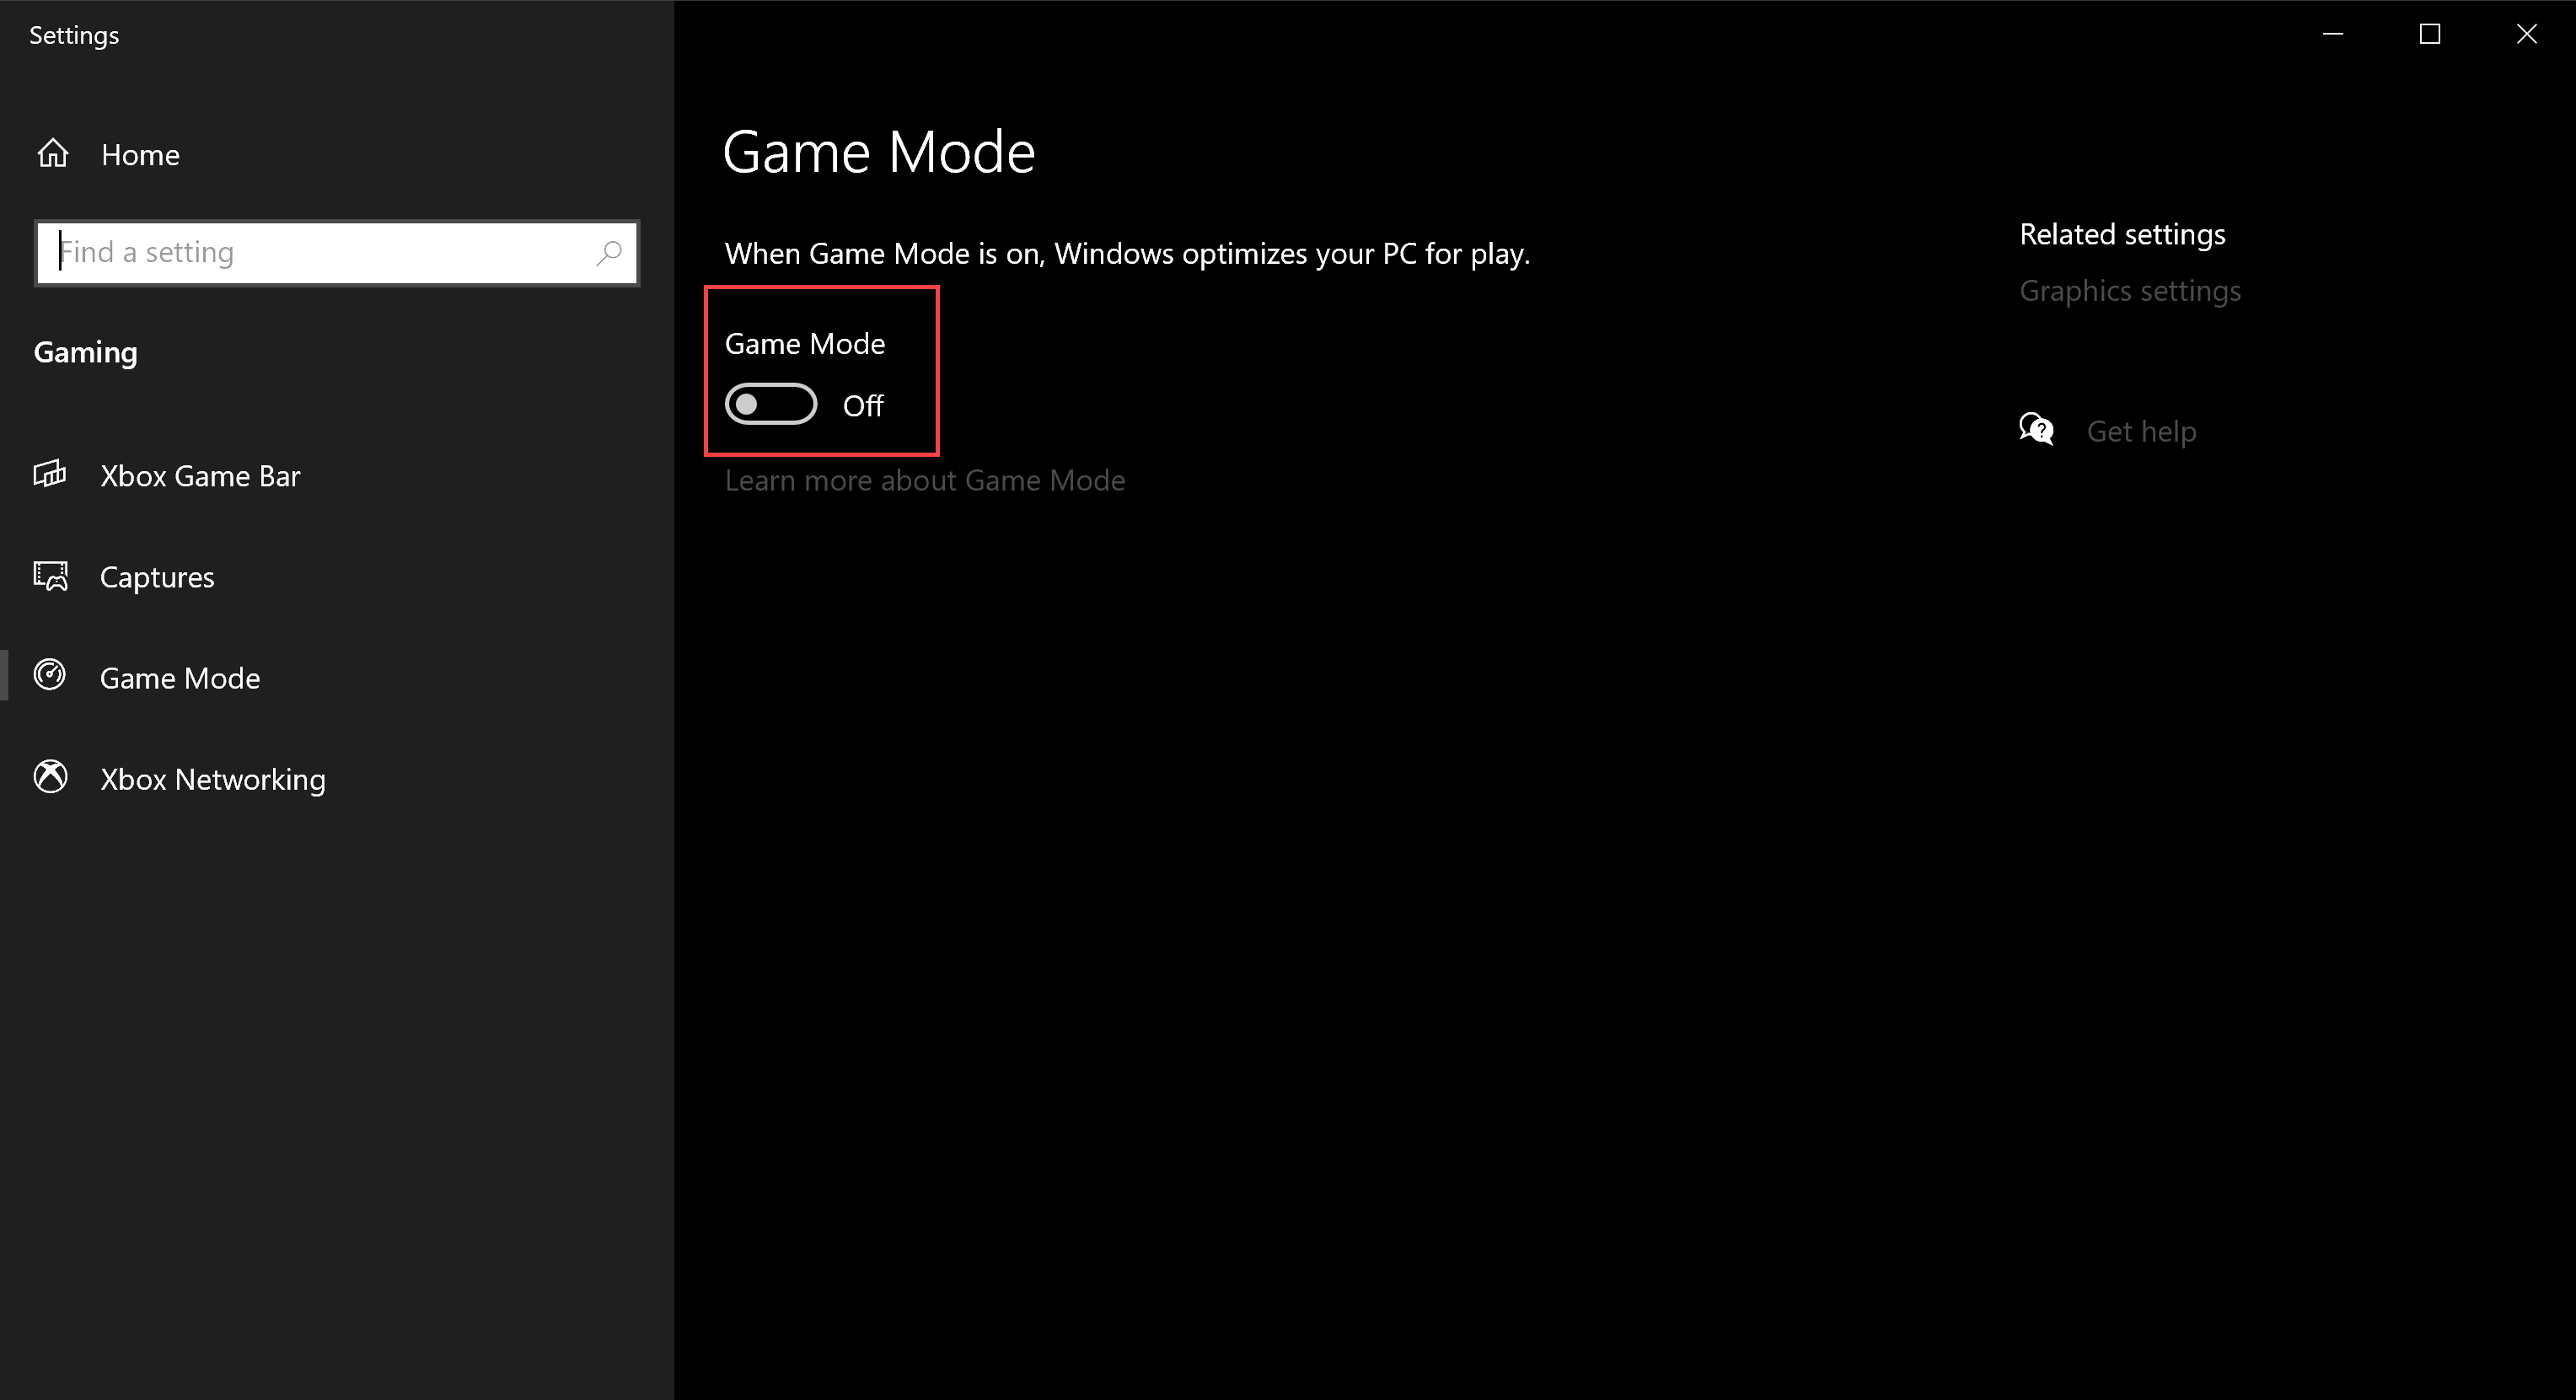 Settings
Home
Find a setting
Gaming
Xbox Game Bar
Captures
Game Mode
Xbox Networking
Game Mode
When Game Mode is on, Windows optimizes your PC for play.
Game Mode
Off
Learn more about Game Mode
Related settings
Graphics settings
Get help